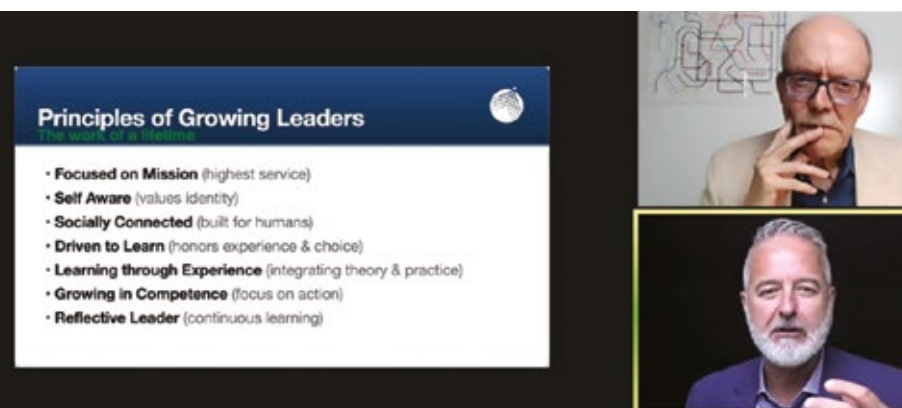 Principles of Growing Leaders
The work of a lifetime
• Focused on Mission (highest service)
• Self Aware (values identity)
• Socially Connected (built for humans)
• Driven to Learn (honors experience & choice)
• Learning through Experience (integrating theory & practice)
• Growing in Competence (focus on action)
• Reflective Leader (continuous learning)